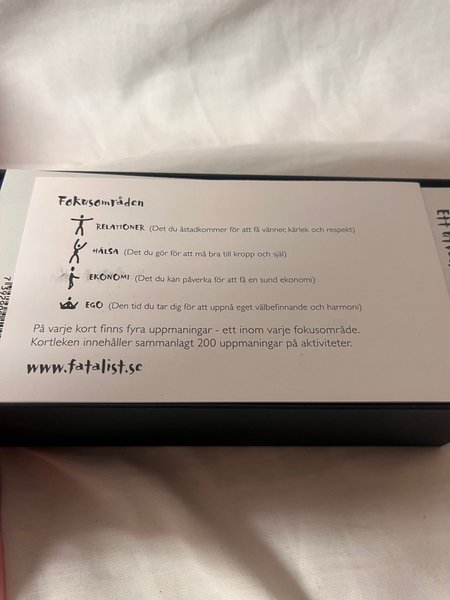 Fokusområden
RELATIONER (Det du åstadkommer för att få vänner, kärlek och respekt)
HÄLSA (Det du gör för att må bra till kropp och själ)
EKONOMI (Det du kan påverka för att få en sund ekonomi)
EGO (Den tid du tar dig för att uppnå eget välbefinnande och harmoni)
På varje kort finns fyra uppmaningar - ett inom varje fokusområde.
Kortleken innehåller sammanlagt 200 uppmaningar på aktiviteter.
www.fatalist.se